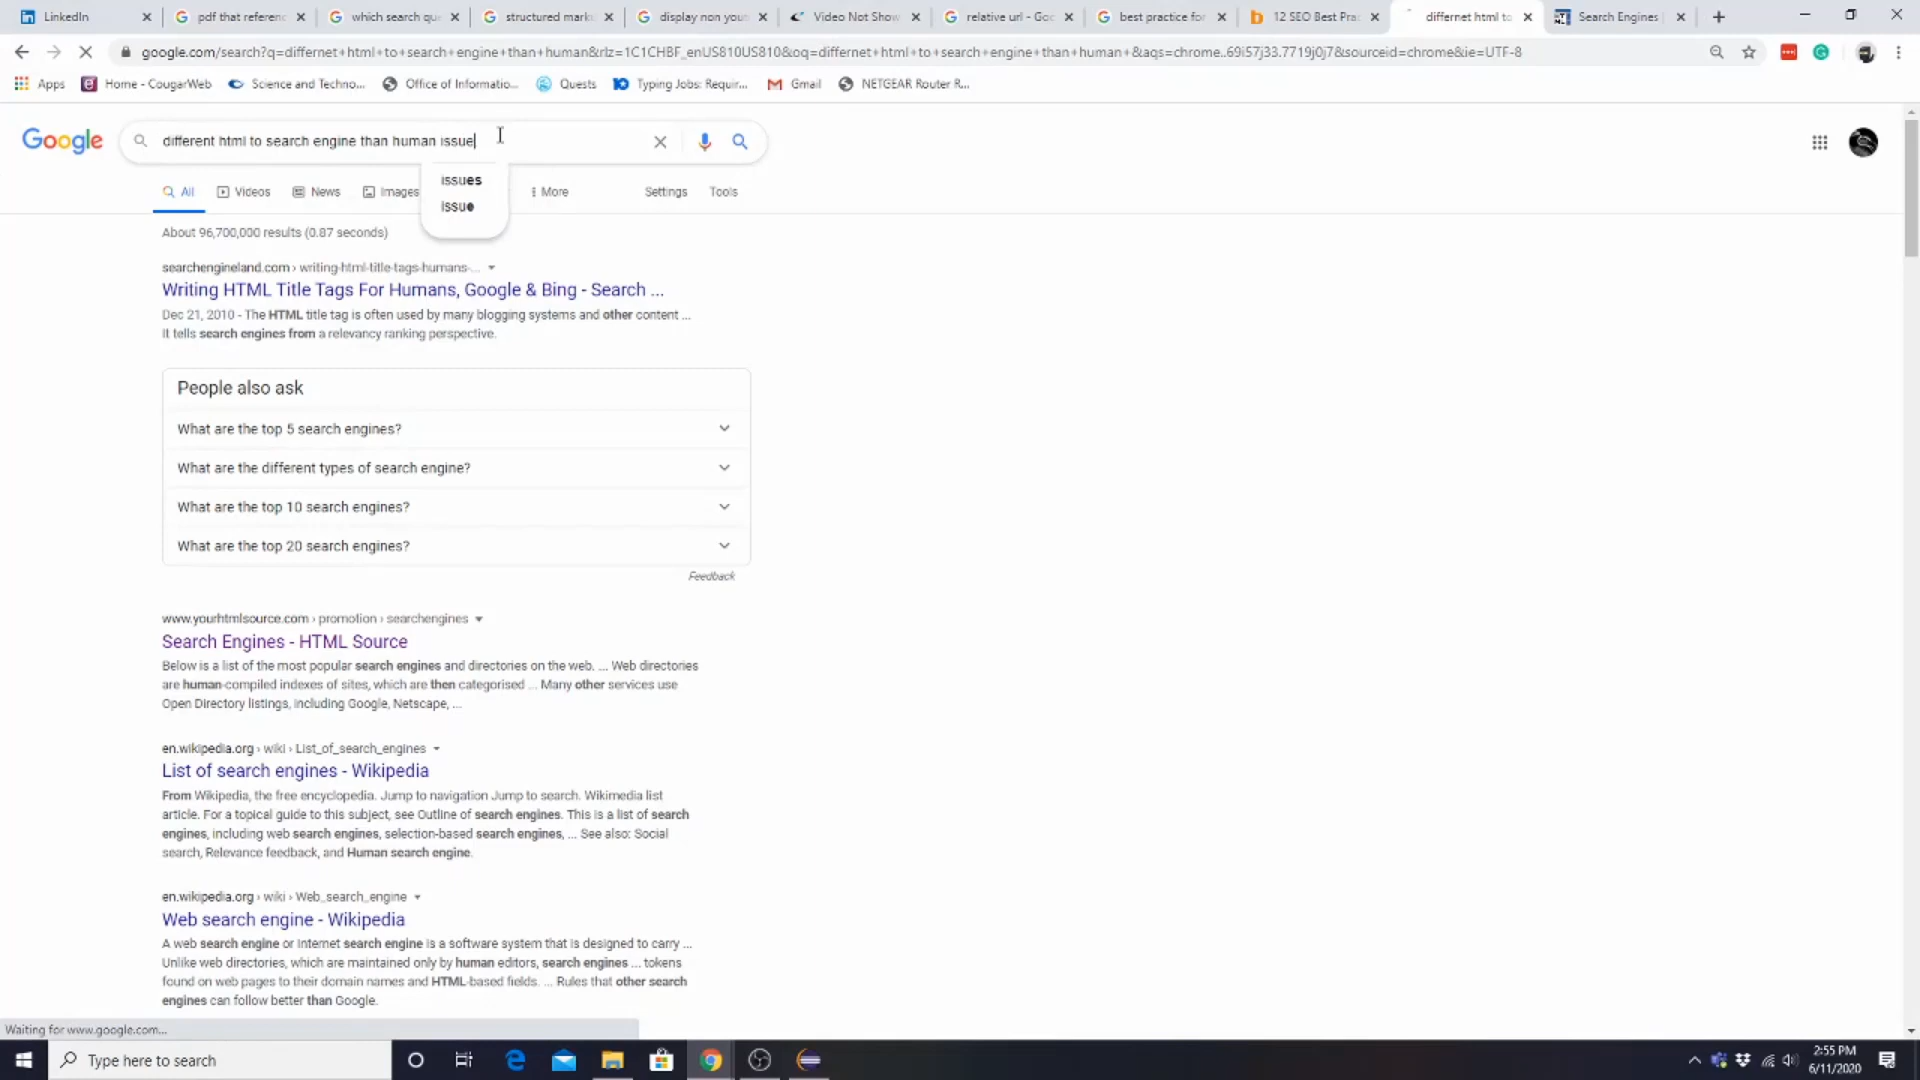 LinkedIn
pdf that referenc
which search que
structured marku
display non yout
Video Not Show
relative url - Goo
best practice for
12 SEO Best Prac
differnet html to
Search Engines
google.com/search?q=differnet+html+to+search+engine+than+human&rlz=1C1CHBF_enUS810US810&oq=differnet+html+to+search+engine+than+human+&aqs=chrome..69i57j33.7719j0j7&sourceid=chrome&ie=UTF-8
Apps
Home - CougarWeb
Science and Techno...
Office of Informatio...
Quests
Typing Jobs: Requir...
Gmail
NETGEAR Router R...
Google
different html to search engine than human issue
issues
issue
All
Videos
News
Images
More
Settings
Tools
About 96,700,000 results (0.87 seconds)
searchengineland.com › writing-html-title-tags-humans-...
Writing HTML Title Tags For Humans, Google & Bing - Search ...
Dec 21, 2010 - The HTML title tag is often used by many blogging systems and other content ...
It tells search engines from a relevancy ranking perspective.
People also ask
What are the top 5 search engines?
What are the different types of search engine?
What are the top 10 search engines?
What are the top 20 search engines?
Feedback
www.yourhtmlsource.com › promotion › searchengines
Search Engines - HTML Source
Below is a list of the most popular search engines and directories on the web. ... Web directories
are human-compiled indexes of sites, which are then categorised ... Many other services use
Open Directory listings, including Google, Netscape, ...
en.wikipedia.org › wiki › List_of_search_engines
List of search engines - Wikipedia
From Wikipedia, the free encyclopedia. Jump to navigation Jump to search. Wikimedia list
article. For a topical guide to this subject, see Outline of search engines. This is a list of search
engines, including web search engines, selection-based search engines, ... See also: Social
search, Relevance feedback, and Human search engine.
en.wikipedia.org › wiki › Web_search_engine
Web search engine - Wikipedia
A web search engine or Internet search engine is a software system that is designed to carry ...
Unlike web directories, which are maintained only by human editors, search engines ... tokens
found on web pages to their domain names and HTML-based fields. ... Rules that other search
engines can follow better than Google.
Waiting for www.google.com...
Type here to search
2:55 PM
6/11/2020